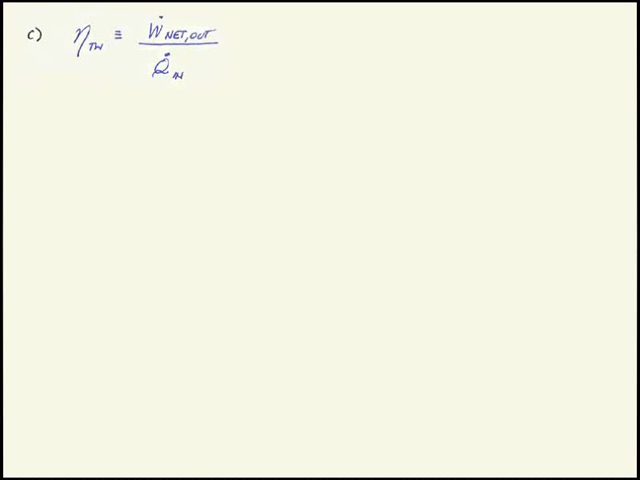 c) η_TH ≡ Ẇ_NET,OUT / Q̇_IN